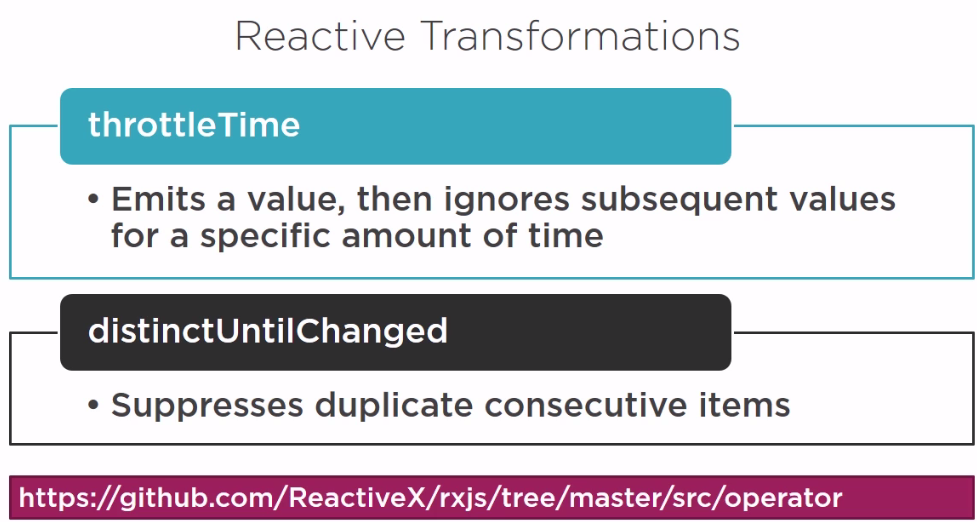 Reactive Transformations
throttleTime
• Emits a value, then ignores subsequent values
for a specific amount of time
distinctUntilChanged
• Suppresses duplicate consecutive items
https://github.com/ReactiveX/rxjs/tree/master/src/operator